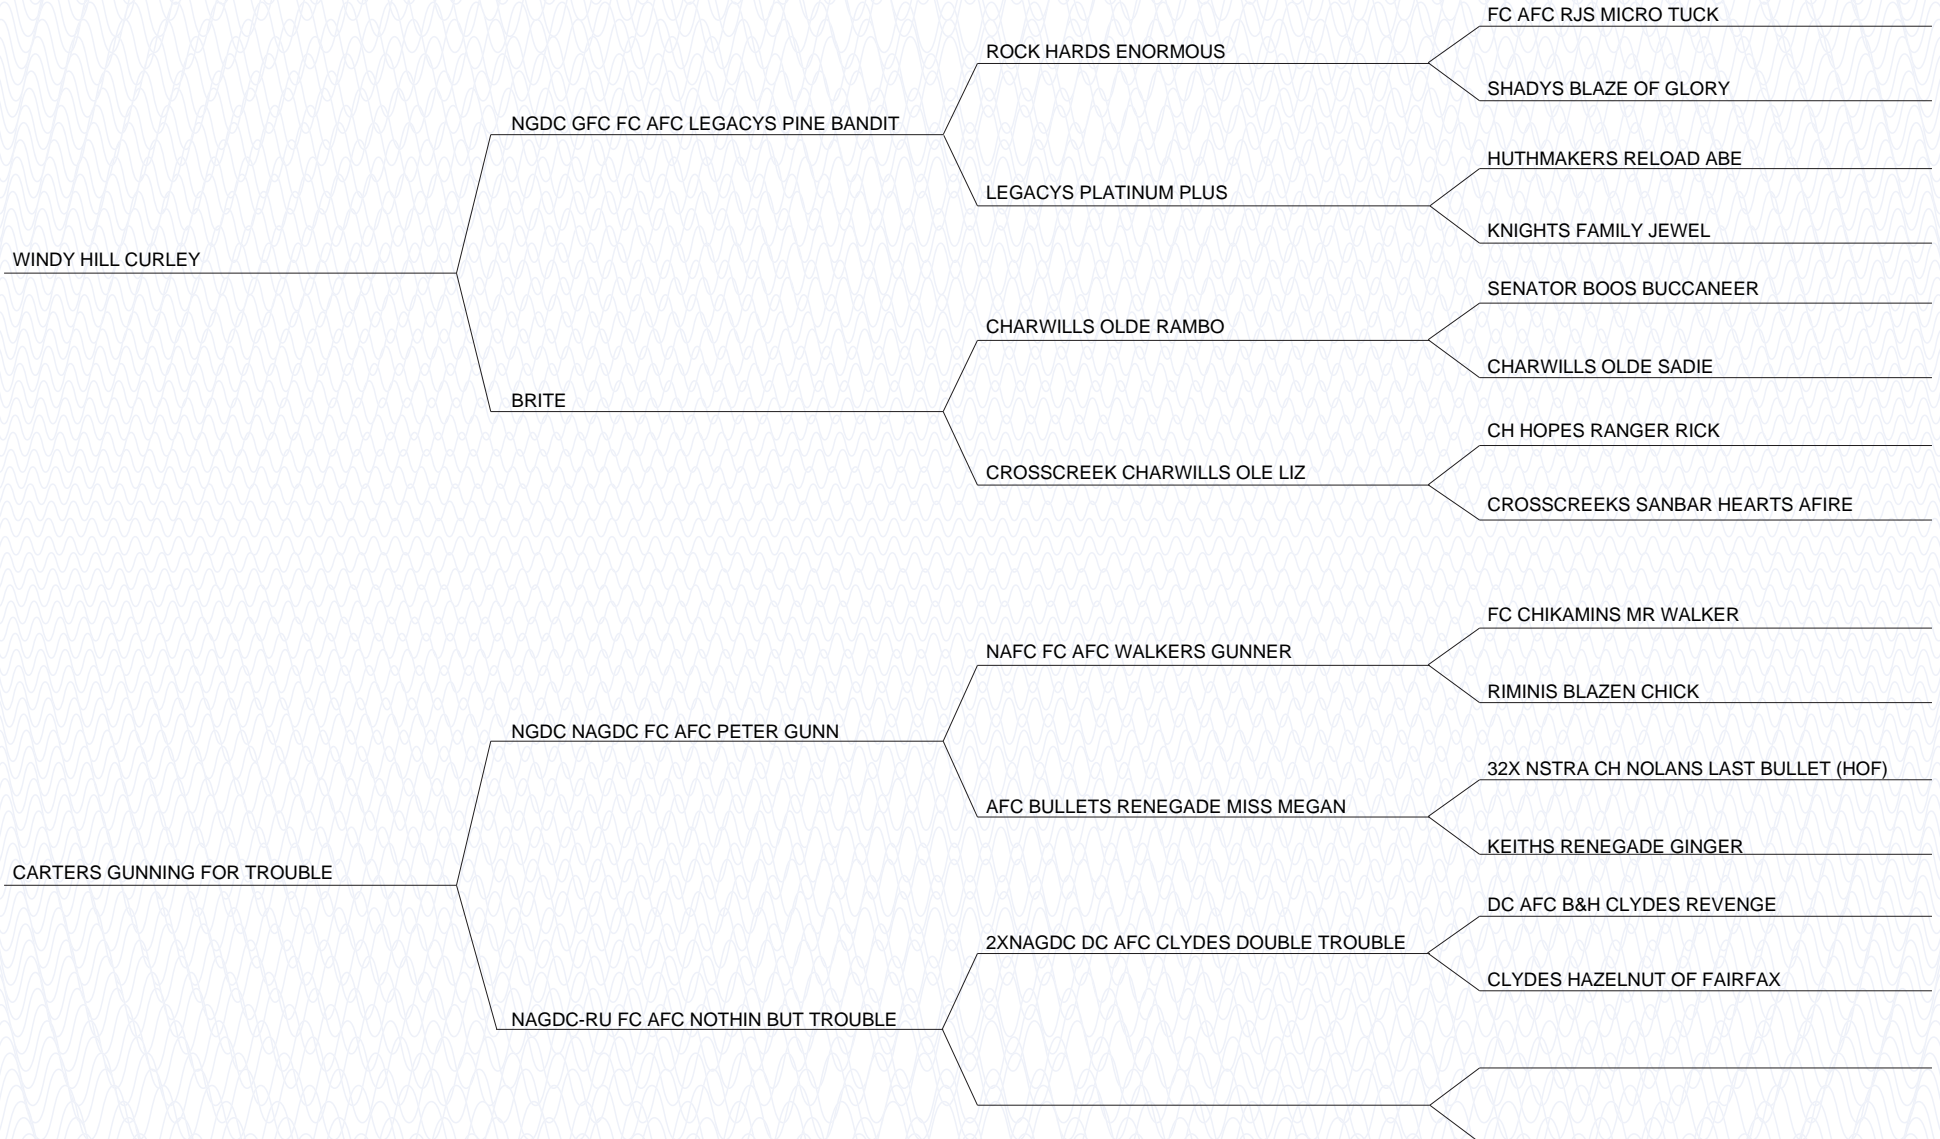 FC AFC RJS MICRO TUCK
ROCK HARDS ENORMOUS
SHADYS BLAZE OF GLORY
NGDC GFC FC AFC LEGACYS PINE BANDIT
HUTHMAKERS RELOAD ABE
LEGACYS PLATINUM PLUS
KNIGHTS FAMILY JEWEL
WINDY HILL CURLEY
SENATOR BOOS BUCCANEER
CHARWILLS OLDE RAMBO
CHARWILLS OLDE SADIE
BRITE
CH HOPES RANGER RICK
CROSSCREEK CHARWILLS OLE LIZ
CROSSCREEKS SANBAR HEARTS AFIRE
FC CHIKAMINS MR WALKER
NAFC FC AFC WALKERS GUNNER
RIMINIS BLAZEN CHICK
NGDC NAGDC FC AFC PETER GUNN
32X NSTRA CH NOLANS LAST BULLET (HOF)
AFC BULLETS RENEGADE MISS MEGAN
KEITHS RENEGADE GINGER
CARTERS GUNNING FOR TROUBLE
DC AFC B&H CLYDES REVENGE
2XNAGDC DC AFC CLYDES DOUBLE TROUBLE
CLYDES HAZELNUT OF FAIRFAX
NAGDC-RU FC AFC NOTHIN BUT TROUBLE